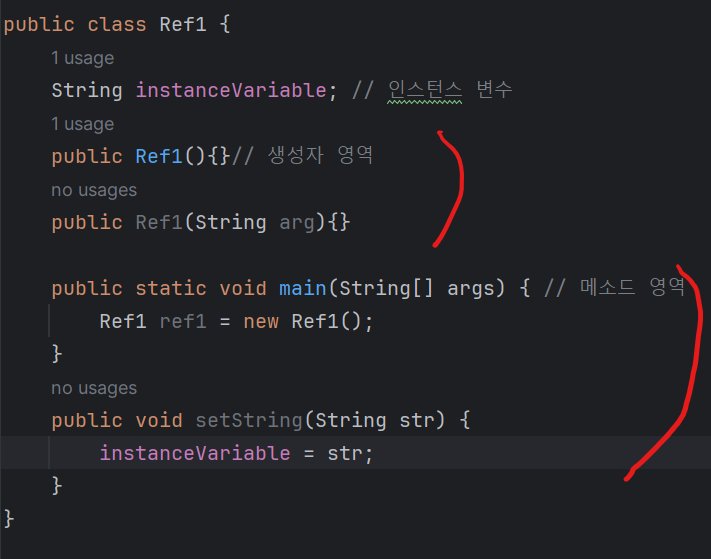 public class Ref1 {
1 usage
String instanceVariable; // 인스턴스 변수
1 usage
public Ref1(){}// 생성자 영역
no usages
public Ref1(String arg){}
public static void main(String[] args) { // 메소드 영역
Ref1 ref1 = new Ref1();
}
no usages
public void setString(String str) {
instanceVariable = str;
}
}